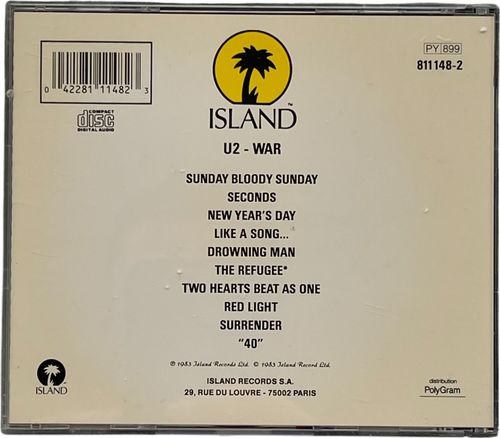 PY 899
811 148-2
0 42281 11482 3
COMPACT
disc
DIGITAL AUDIO
ISLAND™
U2 - WAR
SUNDAY BLOODY SUNDAY
SECONDS
NEW YEAR'S DAY
LIKE A SONG...
DROWNING MAN
THE REFUGEE*
TWO HEARTS BEAT AS ONE
RED LIGHT
SURRENDER
"40"
℗ 1983 Island Records Ltd. © 1983 Island Records Ltd.
ISLAND RECORDS S.A.
29, RUE DU LOUVRE - 75002 PARIS
ISLAND
distribution
PolyGram